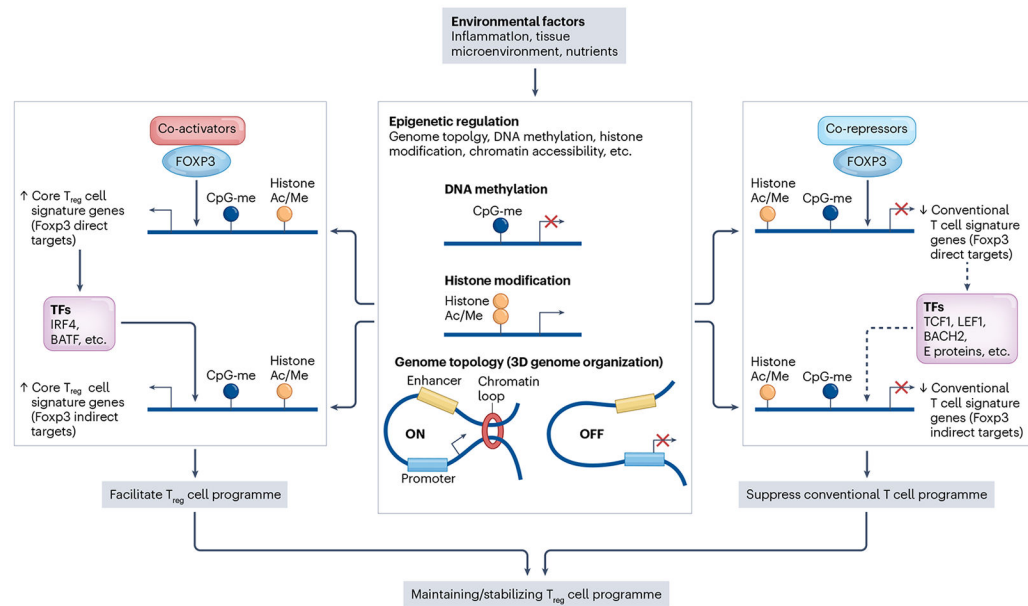 Environmental factors
Inflammation, tissue
microenvironment, nutrients
Co-activators
FOXP3
CpG-me
Histone
Ac/Me
↑ Core Treg cell
signature genes
(Foxp3 direct
targets)
TFs
IRF4,
BATF, etc.
CpG-me
Histone
Ac/Me
↑ Core Treg cell
signature genes
(Foxp3 indirect
targets)
Facilitate Treg cell programme
Epigenetic regulation
Genome topolgy, DNA methylation, histone
modification, chromatin accessibility, etc.
DNA methylation
CpG-me
Histone modification
Histone
Ac/Me
Genome topology (3D genome organization)
Enhancer
Chromatin
loop
ON
OFF
Promoter
Co-repressors
FOXP3
Histone
Ac/Me
CpG-me
↓ Conventional
T cell signature
genes (Foxp3
direct targets)
TFs
TCF1, LEF1,
BACH2,
E proteins, etc.
Histone
Ac/Me
CpG-me
↓ Conventional
T cell signature
genes (Foxp3
indirect targets)
Suppress conventional T cell programme
Maintaining/stabilizing Treg cell programme